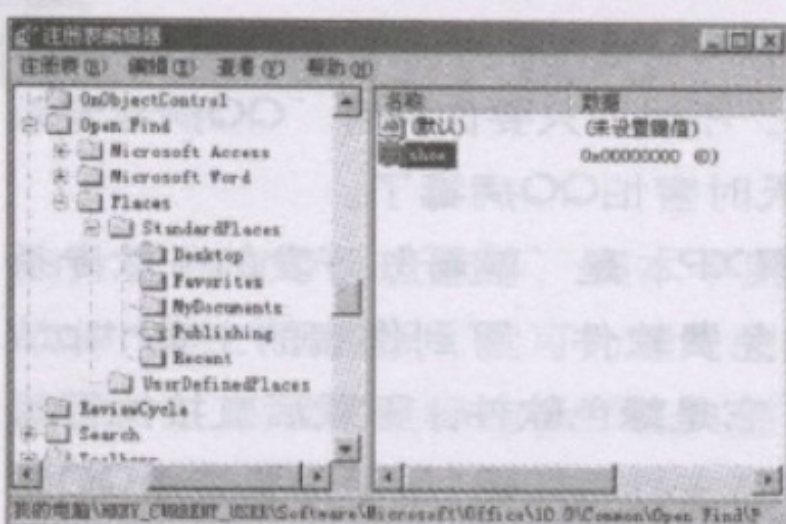 注册表编辑器
注册表(R) 编辑(E) 查看(V) 帮助(H)
OnObjectControl
Open Find
Microsoft Access
Microsoft Word
Places
StandardPlaces
Desktop
Favorites
MyDocuments
Publishing
Recent
UserDefinedPlaces
ReviewCycle
Search
Toolbars
名称 数据
(默认) (未设置键值)
show 0x00000000 (0)
我的电脑\HKEY_CURRENT_USER\Software\Microsoft\Office\10.0\Common\Open Find\P